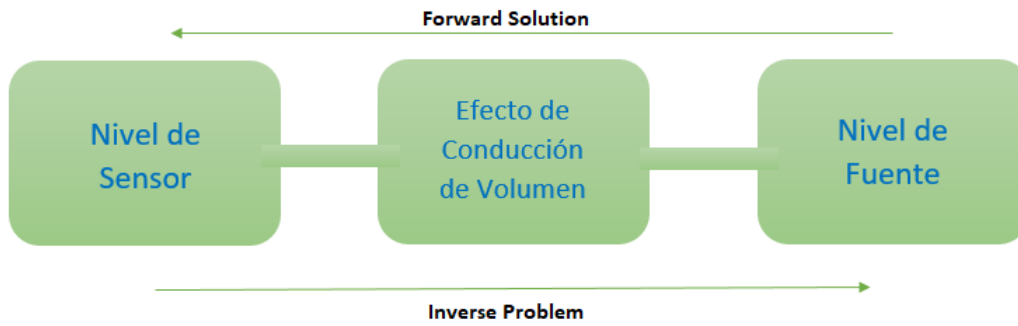 Forward Solution
Nivel de
Sensor
Efecto de
Conducción
de Volumen
Nivel de
Fuente
Inverse Problem